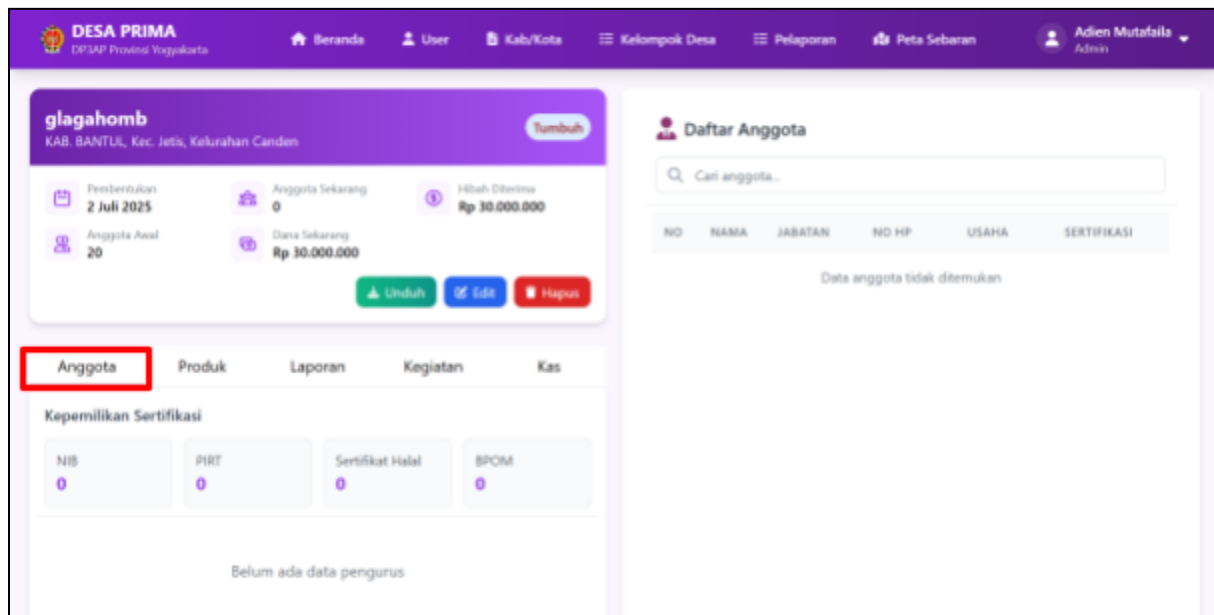 DESA PRIMA
DP3AP Provinsi Yogyakarta
Beranda
User
Kab/Kota
Kelompok Desa
Pelaporan
Peta Sebaran
Adien Mutafaila
Admin
glagahomb
KAB. BANTUL, Kec. Jetis, Kelurahan Canden
Tumbuh
Pembentukan
2 Juli 2025
Anggota Sekarang
0
Hibah Diterima
Rp 30.000.000
Anggota Awal
20
Dana Sekarang
Rp 30.000.000
Unduh
Edit
Hapus
Anggota
Produk
Laporan
Kegiatan
Kas
Kepemilikan Sertifikasi
NIB
0
PIRT
0
Sertifikat Halal
0
BPOM
0
Belum ada data pengurus
Daftar Anggota
Cari anggota...
NO NAMA JABATAN NO HP USAHA SERTIFIKASI
Data anggota tidak ditemukan